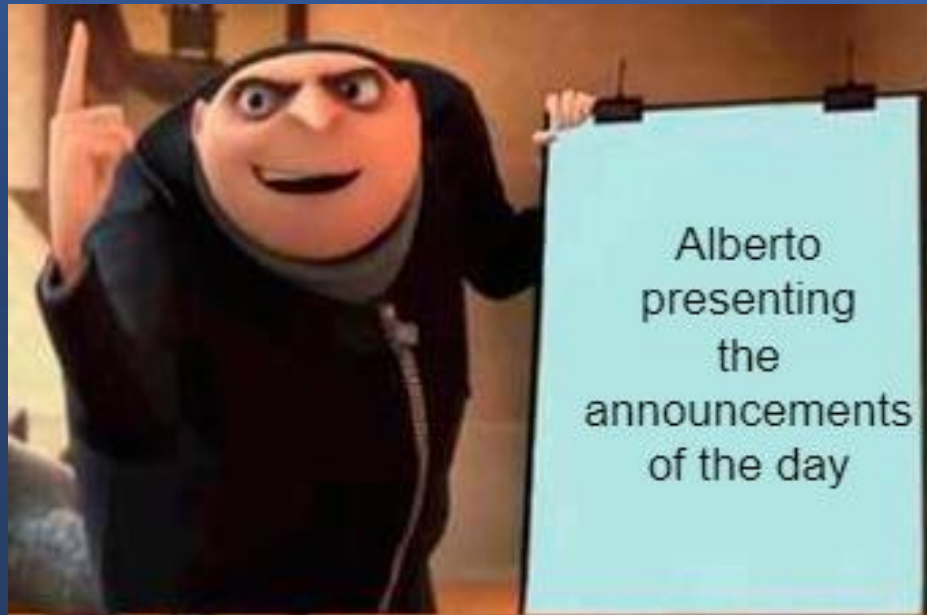 Alberto
presenting
the
announcements
of the day